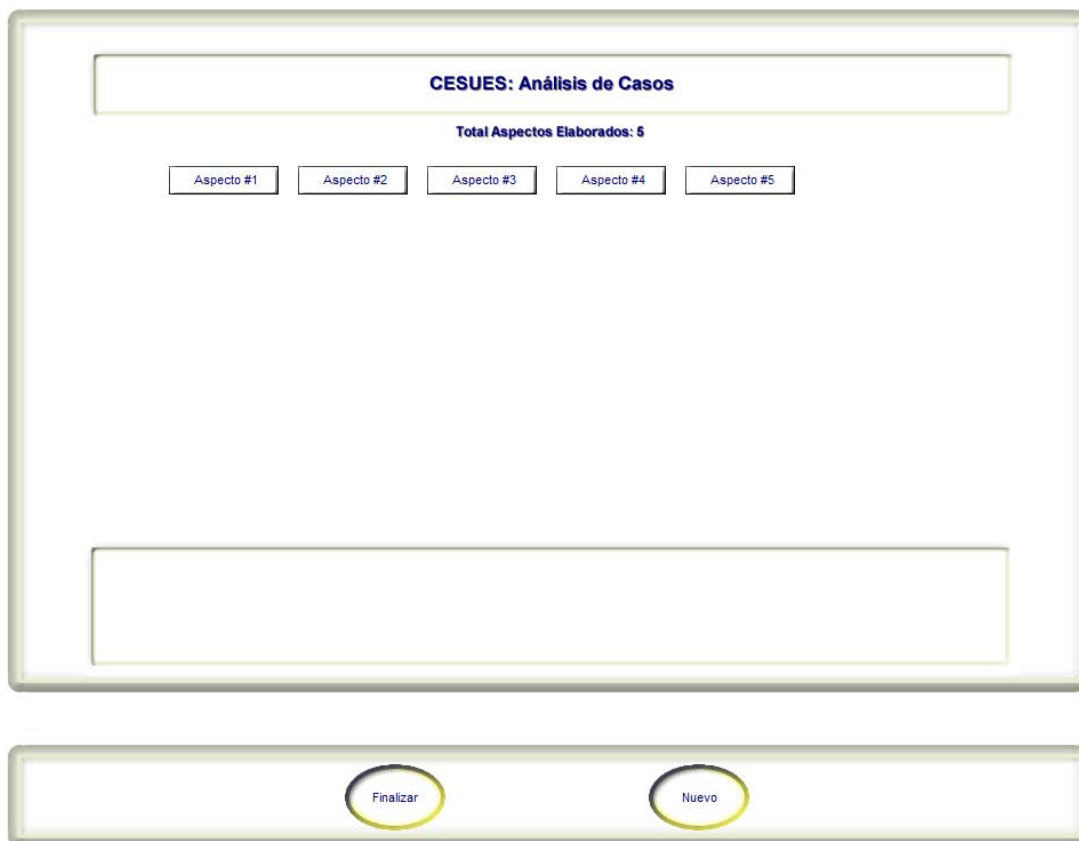 CESUES: Análisis de Casos
Total Aspectos Elaborados: 5
Aspecto #1 Aspecto #2 Aspecto #3 Aspecto #4 Aspecto #5
Finalizar Nuevo